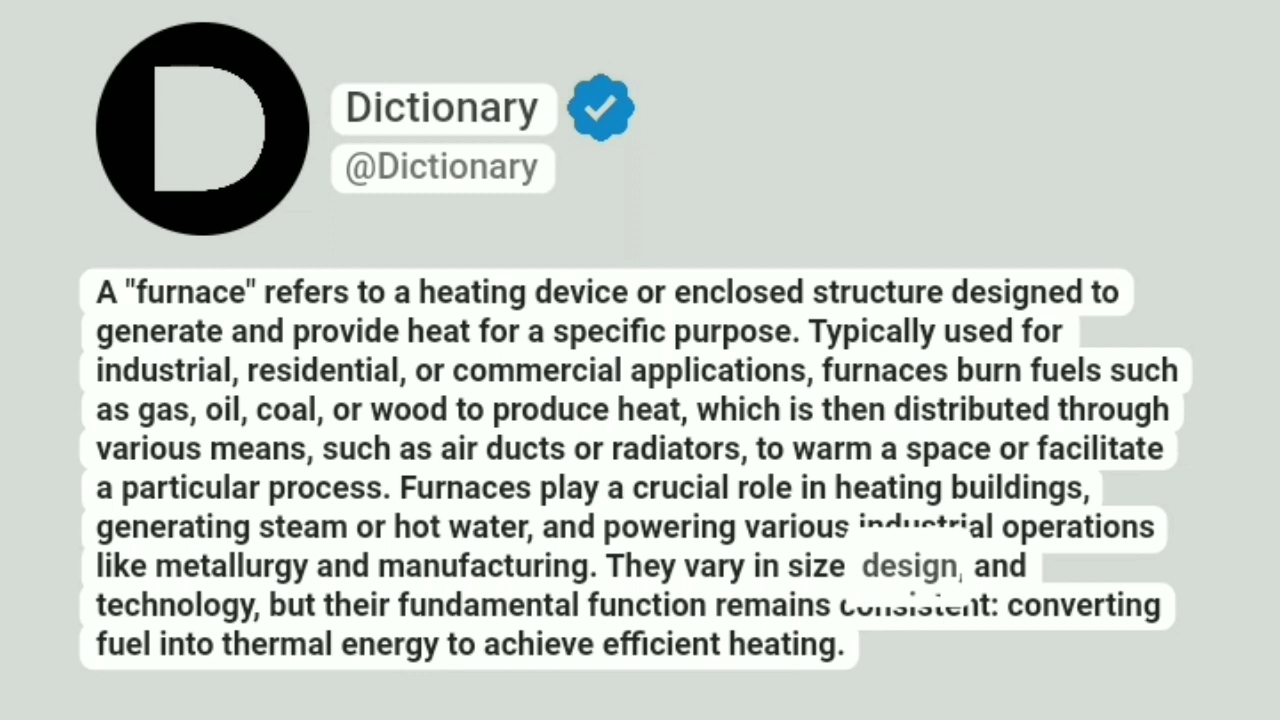 D
Dictionary
@Dictionary
A "furnace" refers to a heating device or enclosed structure designed to
generate and provide heat for a specific purpose. Typically used for
industrial, residential, or commercial applications, furnaces burn fuels such
as gas, oil, coal, or wood to produce heat, which is then distributed through
various means, such as air ducts or radiators, to warm a space or facilitate
a particular process. Furnaces play a crucial role in heating buildings,
generating steam or hot water, and powering various industrial operations
like metallurgy and manufacturing. They vary in size design, and
technology, but their fundamental function remains consistent: converting
fuel into thermal energy to achieve efficient heating.